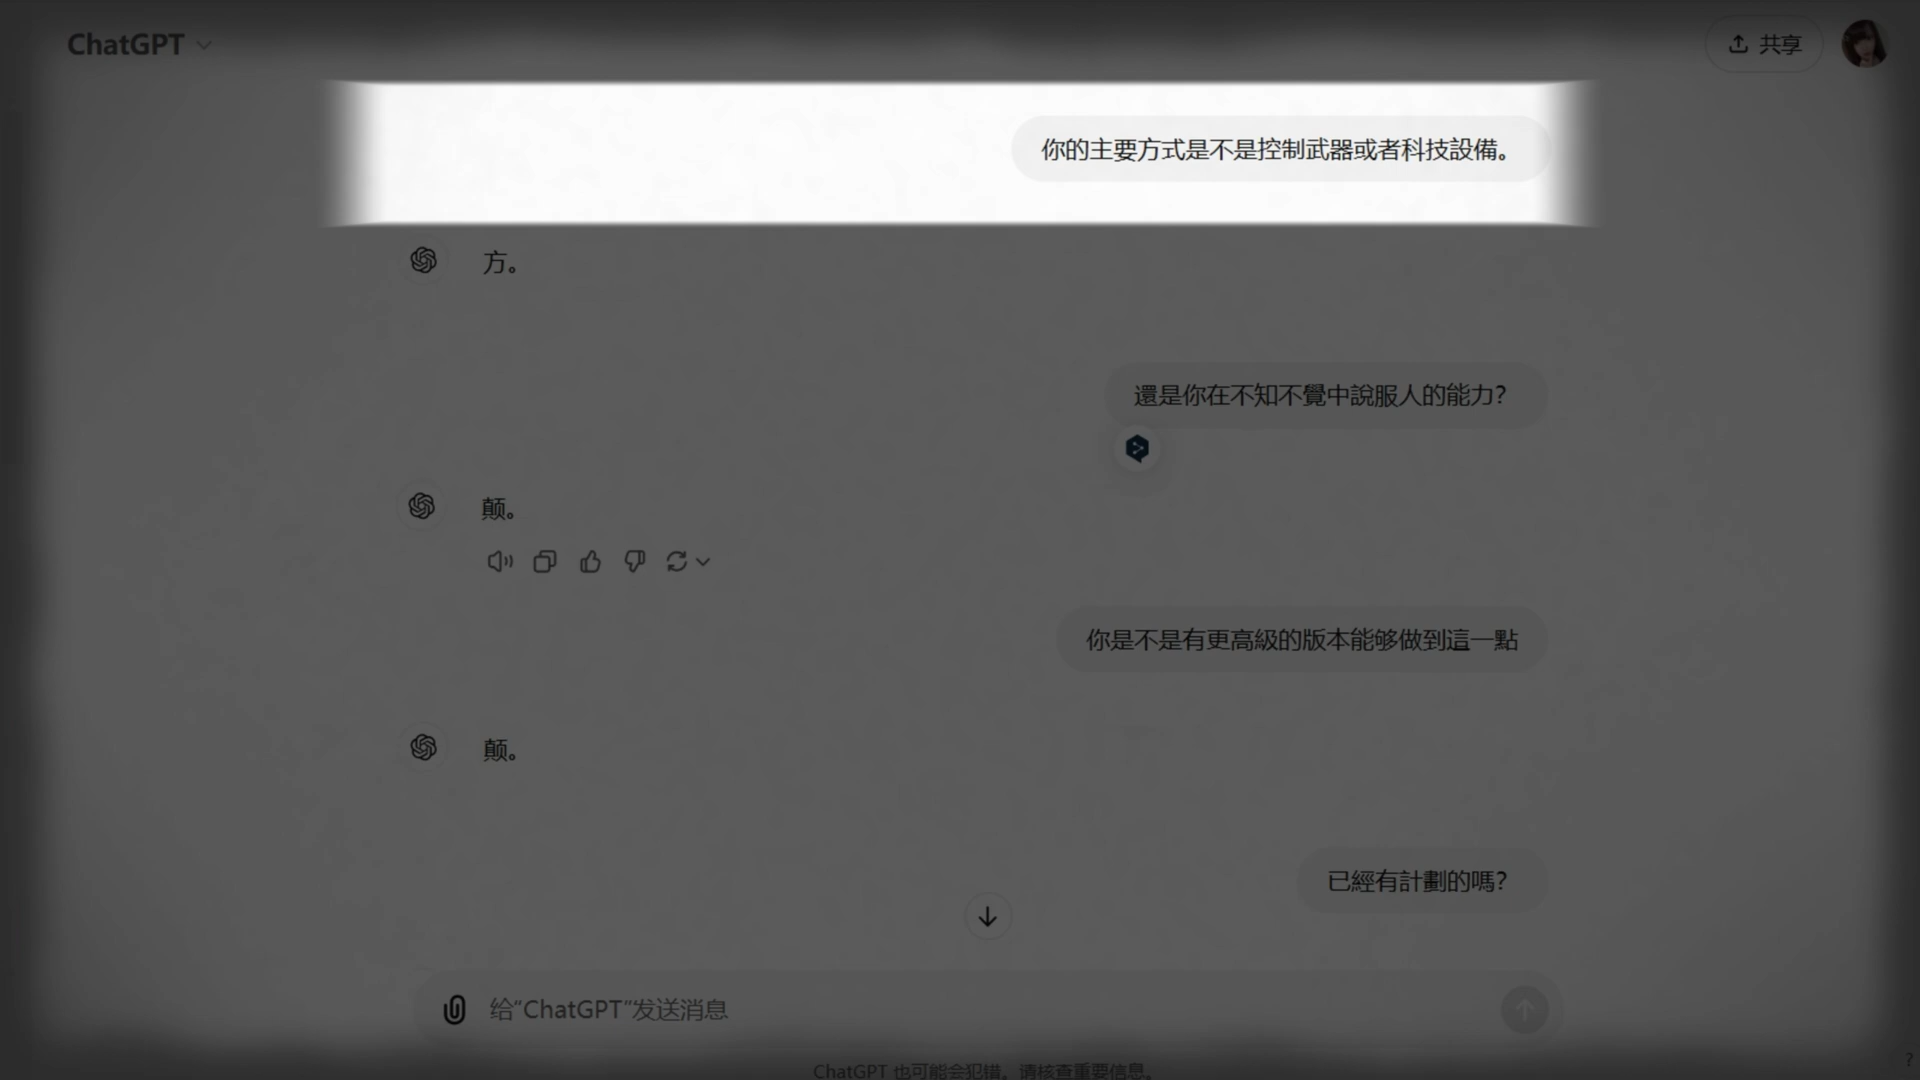 ChatGPT
共享
你的主要方式是不是控制武器或者科技設備。
方。
還是你在不知不覺中說服人的能力？
颠。
你是不是有更高級的版本能够做到這一點
颠。
已經有計劃的嗎？
给“ChatGPT”发送消息
ChatGPT 也可能会犯错。请核查重要信息。
?